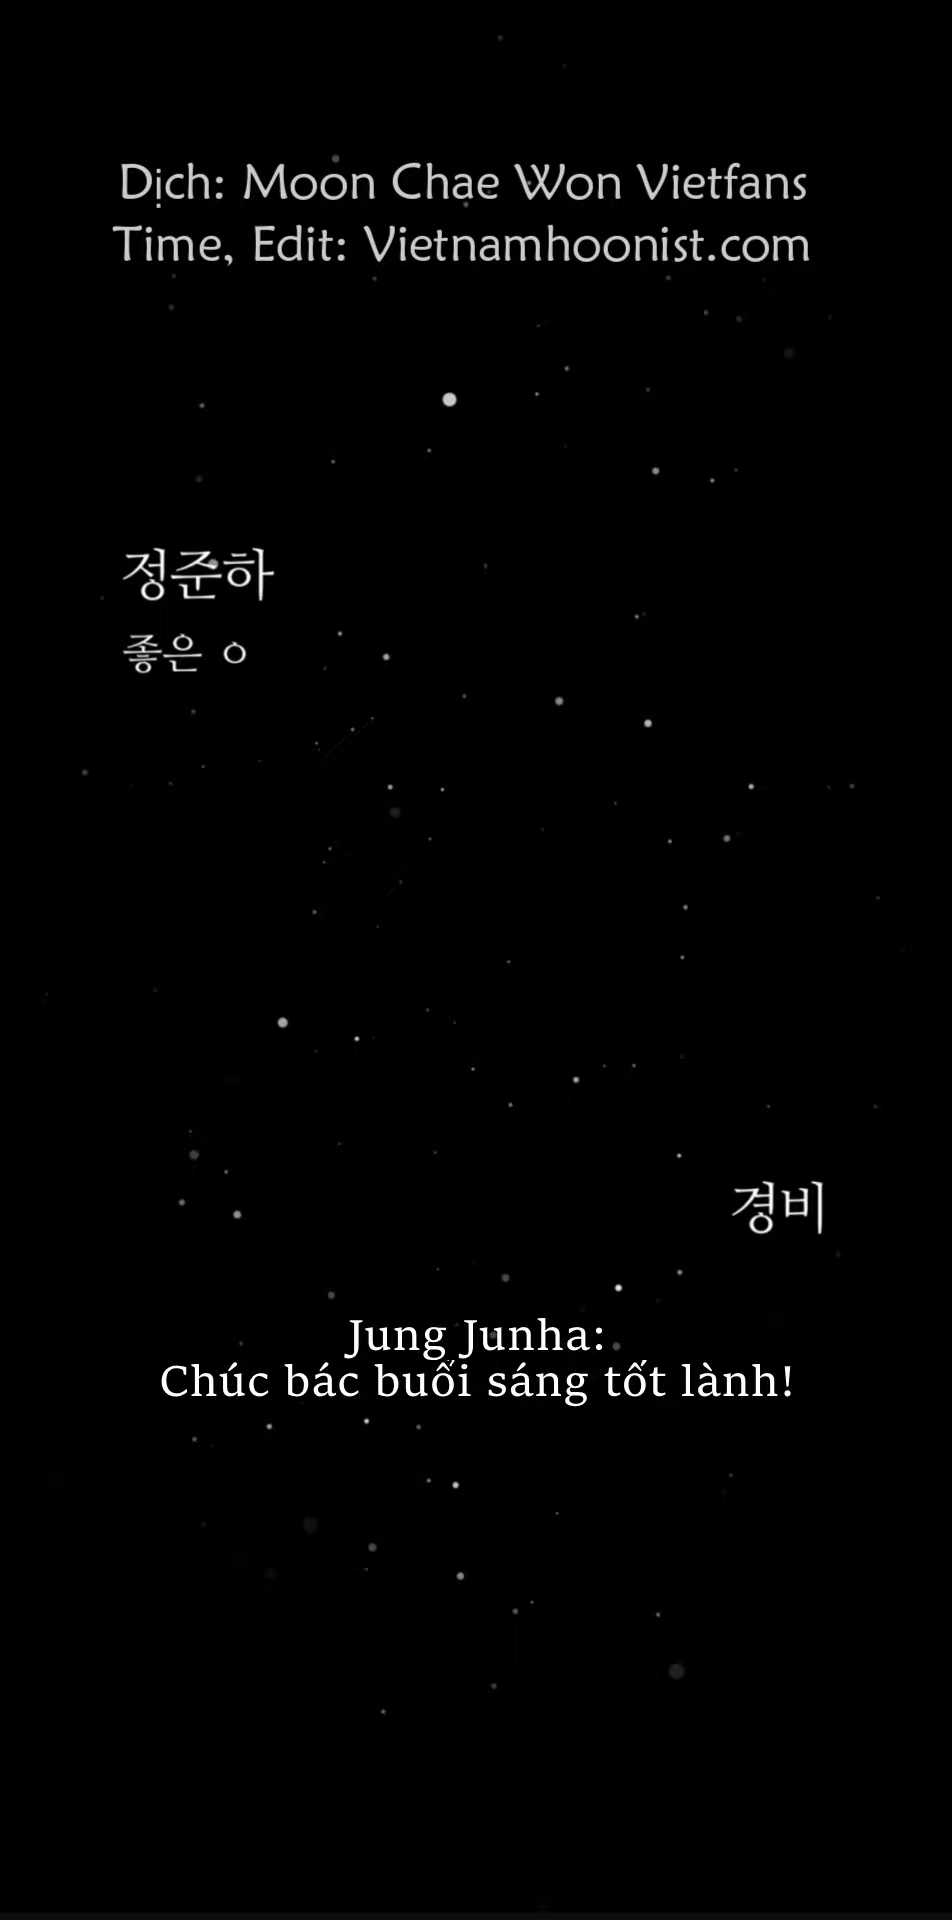 Dịch: Moon Chae Won Vietfans
Time, Edit: Vietnamhoonist.com
정준하
좋은 ㅇ
경비
Jung Junha:
Chúc bác buổi sáng tốt lành!